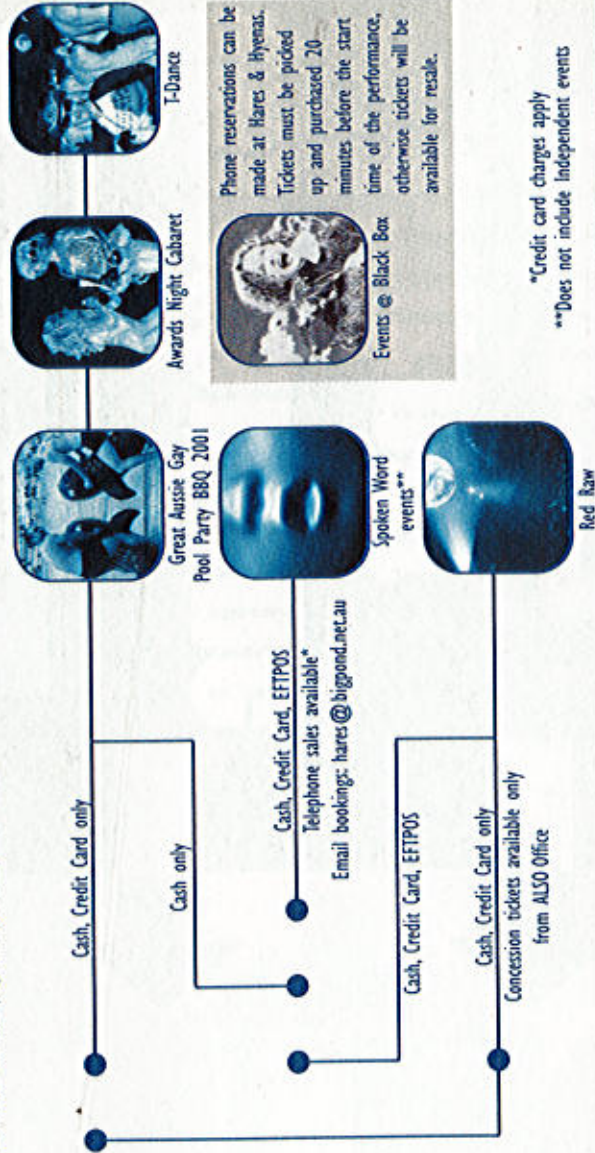 Cash, Credit Card only
Great Aussie Gay
Pool Party BBQ 2001
Awards Night Cabaret
T-Dance
Cash only
Cash, Credit Card, EFTPOS
Telephone sales available*
Email bookings: hares@bigpond.net.au
Spoken Word
events**
Events @ Black Box
Phone reservations can be
made at Hares & Hyenas.
Tickets must be picked
up and purchased 20
minutes before the start
time of the performance,
otherwise tickets will be
available for resale.
Cash, Credit Card, EFTPOS
Cash, Credit Card only
Concession tickets available only
from ALSO Office
Red Raw
*Credit card charges apply
**Does not include Independent events